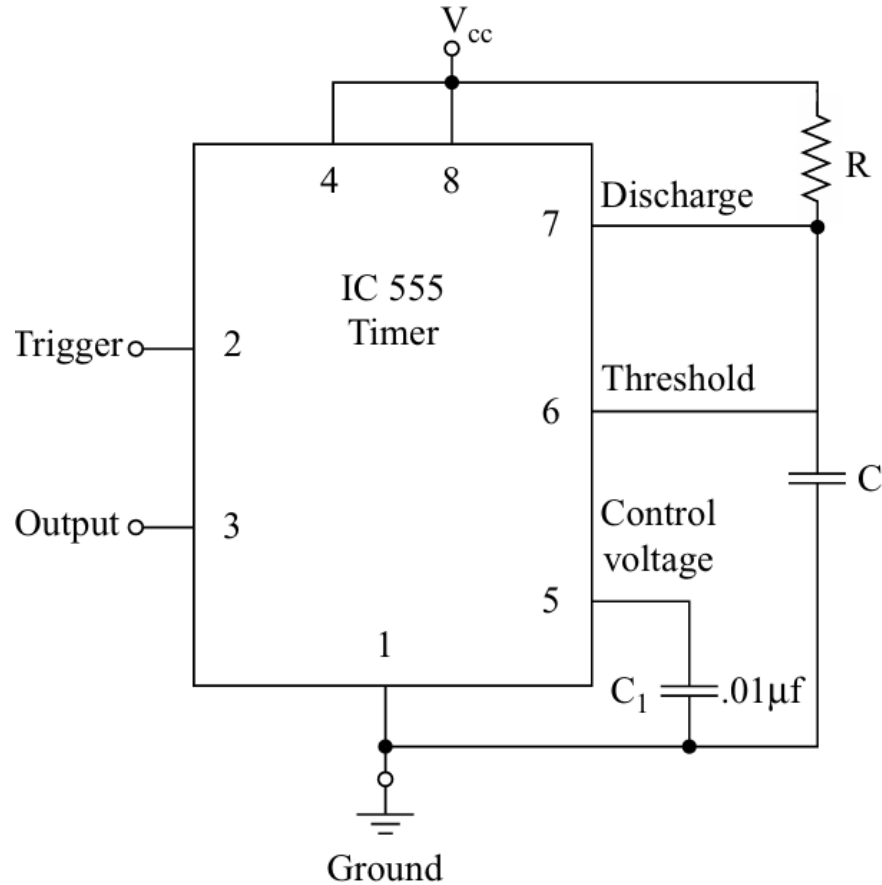 Vcc
4
8
R
Discharge
7
IC 555
Timer
Trigger
2
Threshold
6
C
Output
3
Control
voltage
5
1
C1
.01μf
Ground